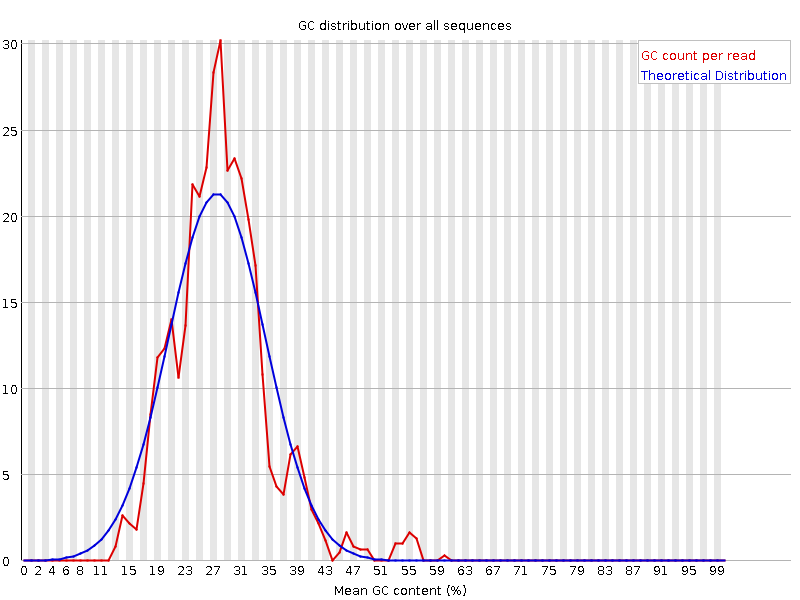 GC distribution over all sequences
GC count per read
Theoretical Distribution
30
25
20
15
10
5
0
0 2 4 6 8 11 15 19 23 27 31 35 39 43 47 51 55 59 63 67 71 75 79 83 87 91 95 99
Mean GC content (%)